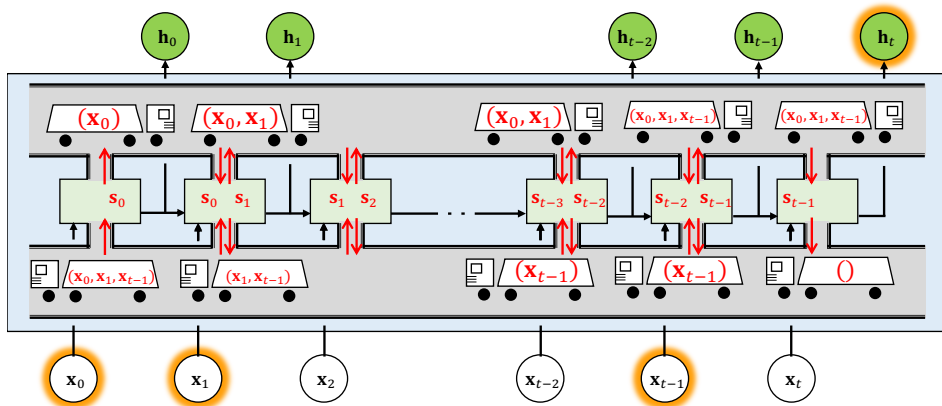 h₀ h₁ hₜ₋₂ hₜ₋₁ hₜ
(x₀) (x₀, x₁) (x₀, x₁) (x₀, x₁, xₜ₋₁) (x₀, x₁, xₜ₋₁)
s₀ s₀ s₁ s₁ s₂ · · · sₜ₋₃ sₜ₋₂ sₜ₋₂ sₜ₋₁ sₜ₋₁
(x₀, x₁, xₜ₋₁) (x₁, xₜ₋₁) (xₜ₋₁) (xₜ₋₁) ()
x₀ x₁ x₂ xₜ₋₂ xₜ₋₁ xₜ